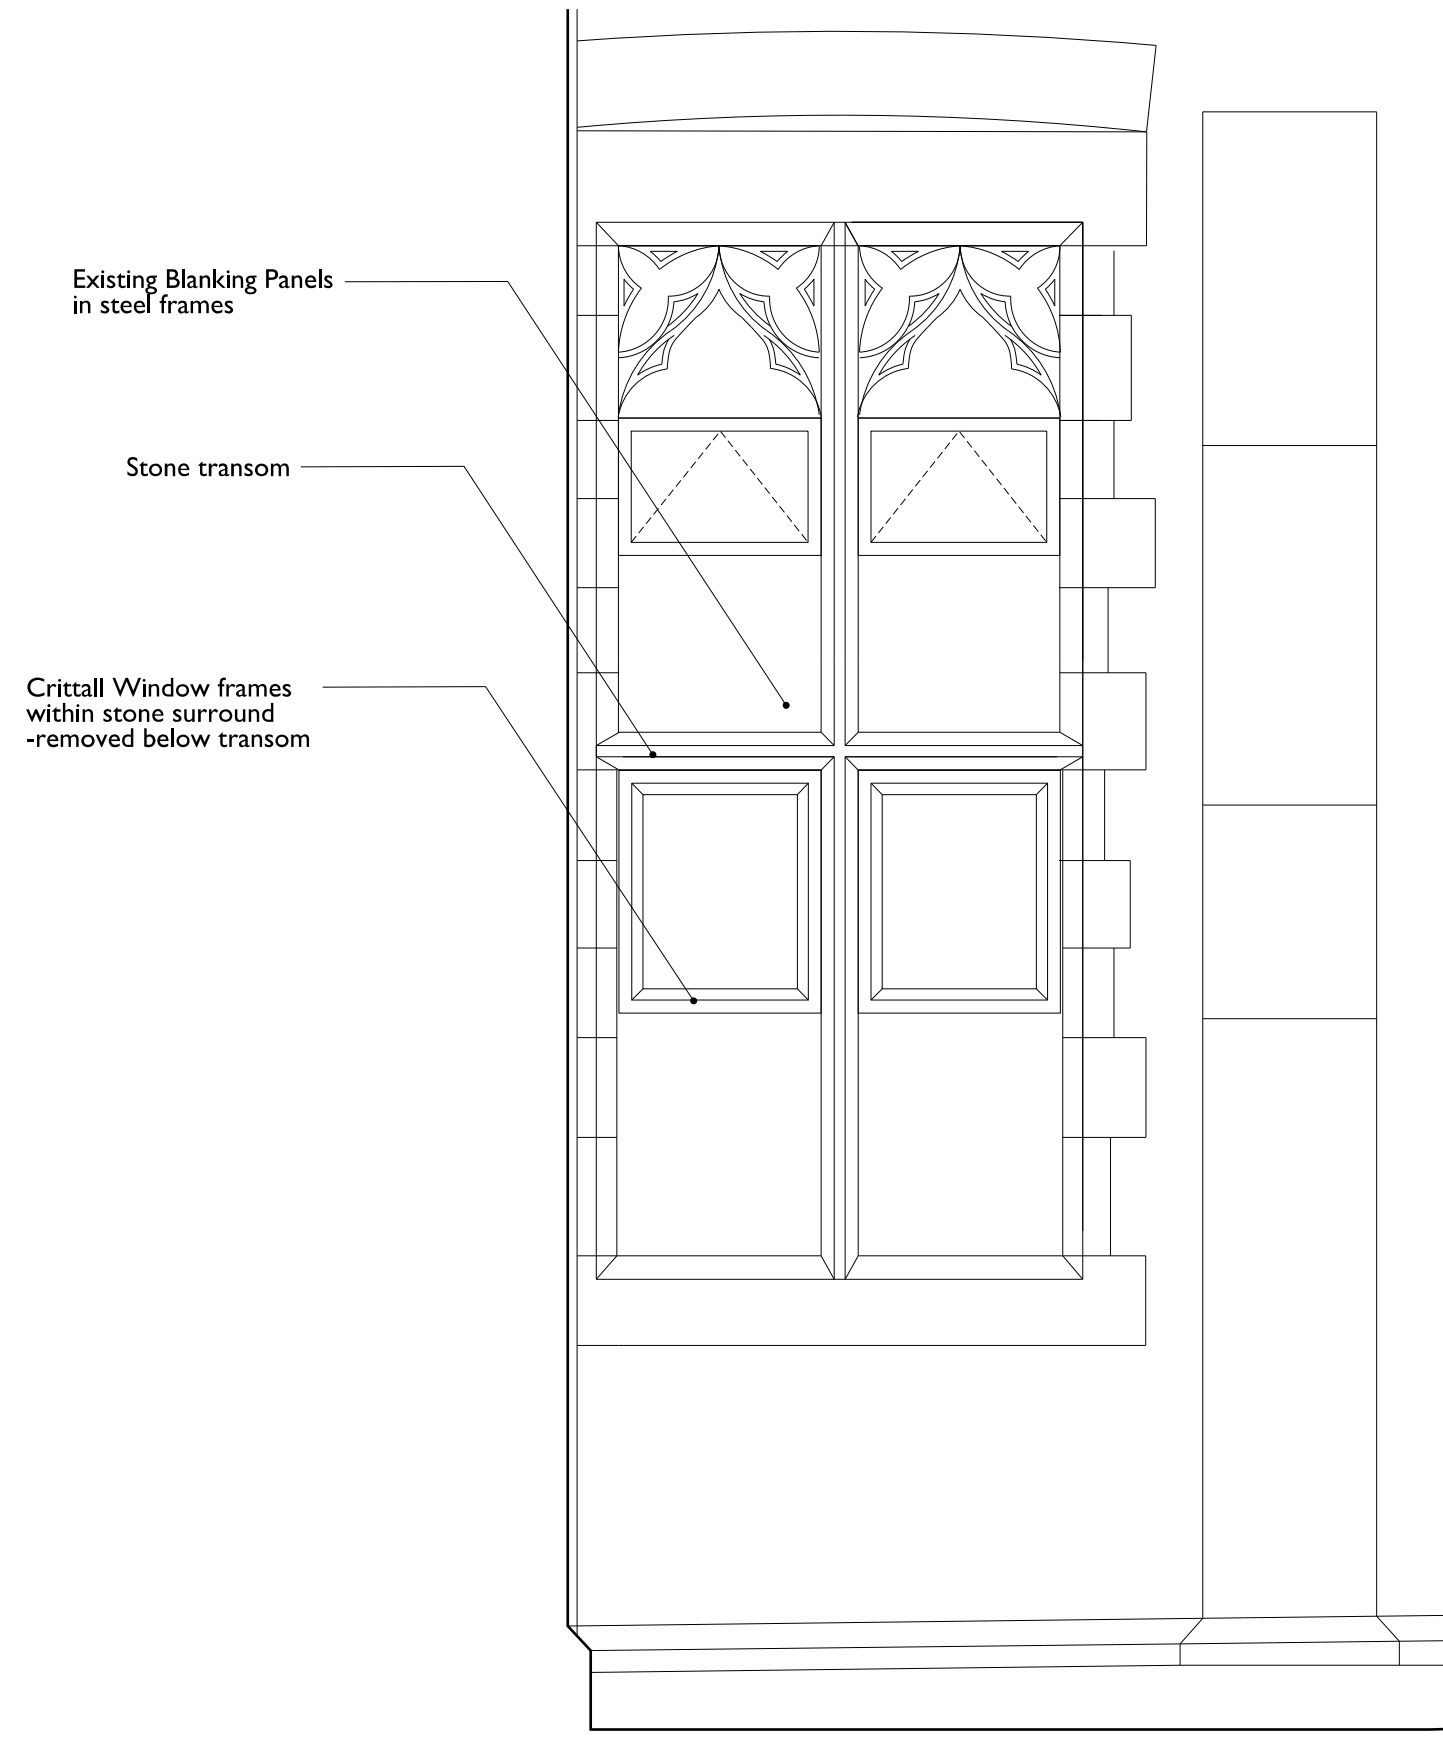 Existing Blanking Panels
in steel frames
Stone transom
Crittall Window frames
within stone surround
-removed below transom